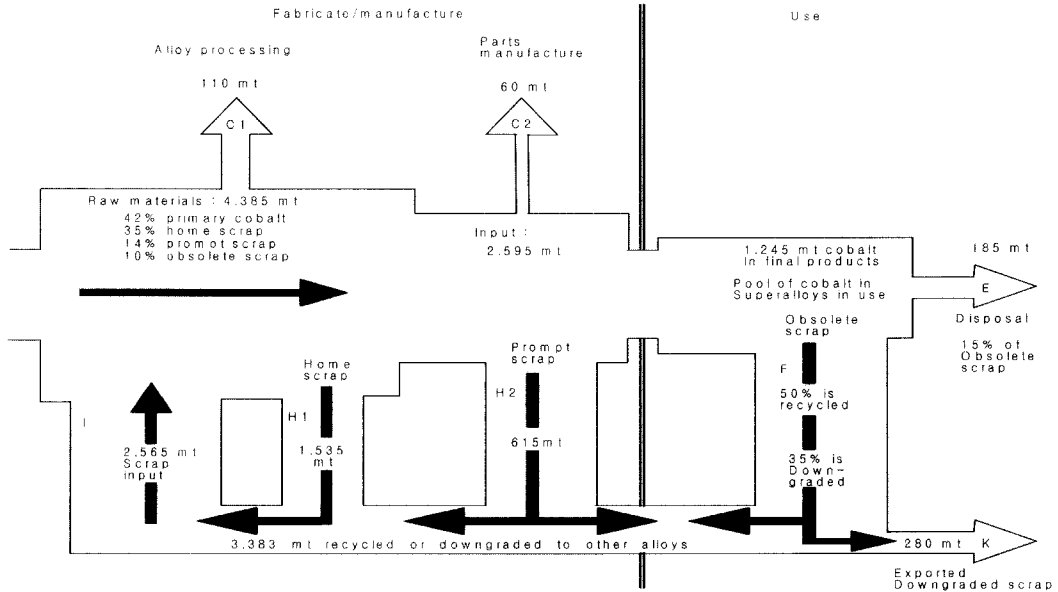 Fabricate/manufacture
Use
Alloy processing
Parts
manufacture
110 mt
60 mt
C1
C2
Raw materials : 4.385 mt
42% primary cobalt
35% home scrap
14% prompt scrap
10% obsolete scrap
Input :
2.595 mt
1.245 mt cobalt
In final products
185 mt
Pool of cobalt in
Superalloys in use
E
Disposal
15% of
Obsolete
scrap
Obsolete
scrap
Prompt
scrap
Home
scrap
F
50% is
recycled
H2
H1
I
2.565 mt
Scrap
input
1.535
mt
615mt
35% is
Down-
graded
3.383 mt recycled or downgraded to other alloys
280 mt K
Exported
Downgraded scrap